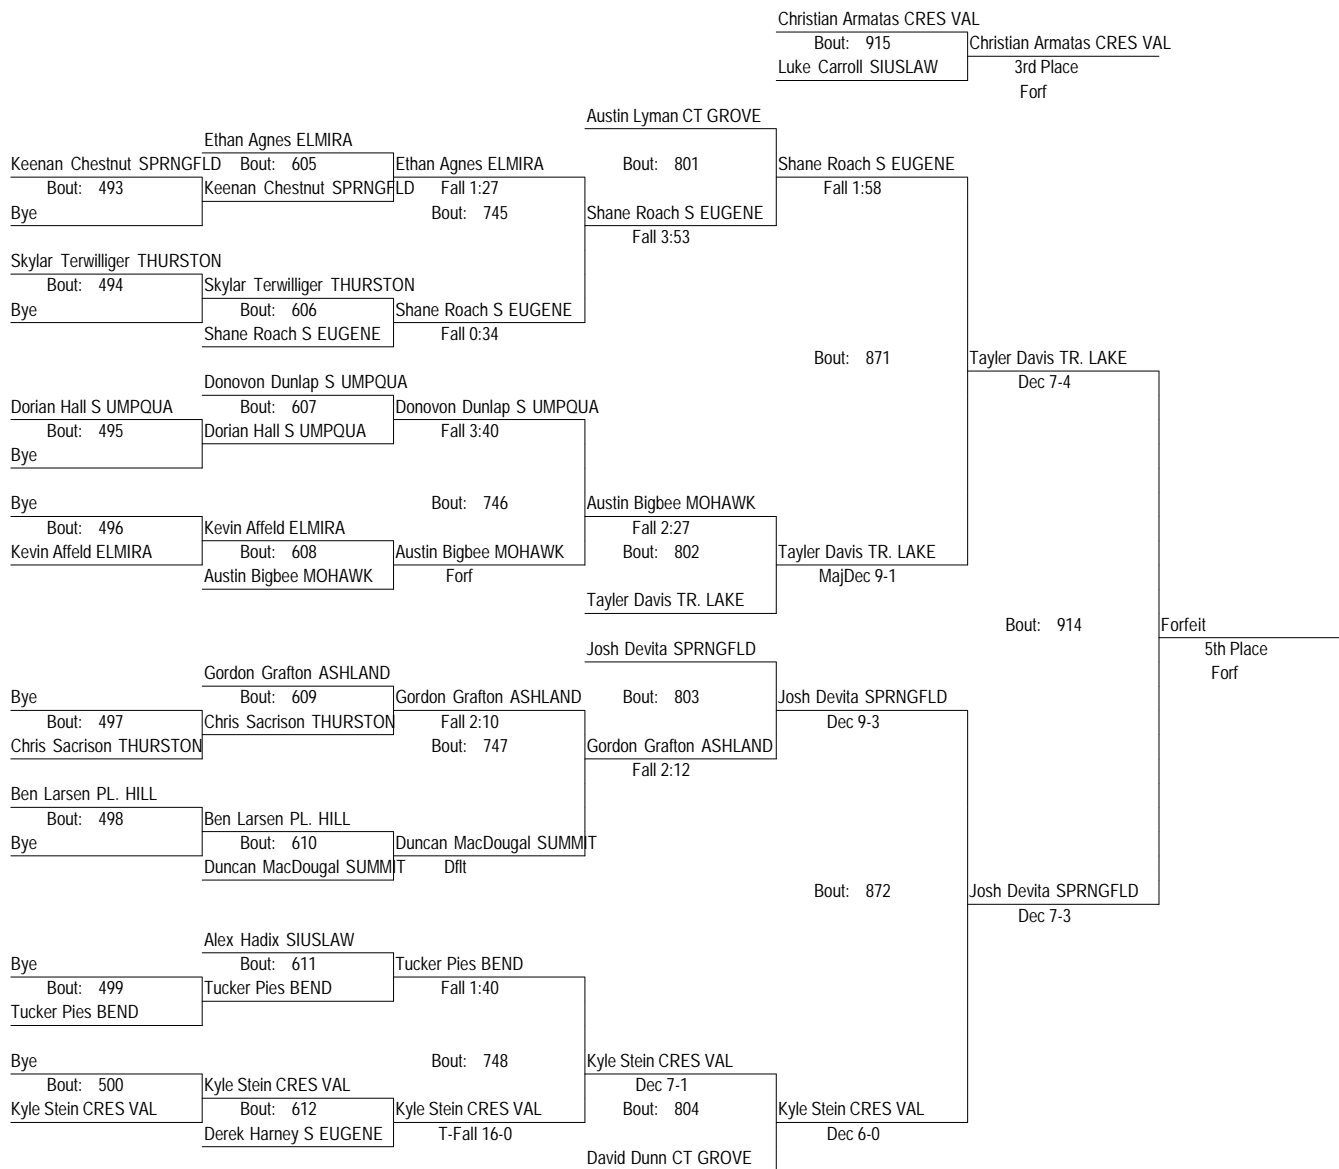 Christian Armatas CRES VAL
Bout: 915 Christian Armatas CRES VAL
Luke Carroll SIUSLAW 3rd Place
Forf
Austin Lyman CT GROVE
Ethan Agnes ELMIRA
Keenan Chestnut SPRNGFLD Bout: 605 Ethan Agnes ELMIRA Bout: 801 Shane Roach S EUGENE
Bout: 493 Keenan Chestnut SPRNGFLD Fall 1:27 Fall 1:58
Bye Bout: 745 Shane Roach S EUGENE
Fall 3:53
Skylar Terwilliger THURSTON
Bout: 494 Skylar Terwilliger THURSTON
Bye Bout: 606 Shane Roach S EUGENE
Shane Roach S EUGENE Fall 0:34
Bout: 871 Tayler Davis TR. LAKE
Donovon Dunlap S UMPQUA Dec 7-4
Dorian Hall S UMPQUA Bout: 607 Donovon Dunlap S UMPQUA
Bout: 495 Dorian Hall S UMPQUA Fall 3:40
Bye
Bye Bout: 746 Austin Bigbee MOHAWK
Bout: 496 Kevin Affeld ELMIRA Fall 2:27
Kevin Affeld ELMIRA Bout: 608 Austin Bigbee MOHAWK Bout: 802 Tayler Davis TR. LAKE
Austin Bigbee MOHAWK Forf MajDec 9-1
Tayler Davis TR. LAKE
Bout: 914 Forfeit
Josh Devita SPRNGFLD 5th Place
Gordon Grafton ASHLAND Forf
Bye Bout: 609 Gordon Grafton ASHLAND Bout: 803 Josh Devita SPRNGFLD
Bout: 497 Chris Sacrison THURSTON Fall 2:10 Dec 9-3
Chris Sacrison THURSTON Bout: 747 Gordon Grafton ASHLAND
Fall 2:12
Ben Larsen PL. HILL
Bout: 498 Ben Larsen PL. HILL
Bye Bout: 610 Duncan MacDougal SUMMIT
Duncan MacDougal SUMMIT Dflt
Bout: 872 Josh Devita SPRNGFLD
Dec 7-3
Alex Hadix SIUSLAW
Bye Bout: 611 Tucker Pies BEND
Bout: 499 Tucker Pies BEND Fall 1:40
Tucker Pies BEND
Bye Bout: 748 Kyle Stein CRES VAL
Bout: 500 Kyle Stein CRES VAL Dec 7-1
Kyle Stein CRES VAL Bout: 612 Kyle Stein CRES VAL Bout: 804 Kyle Stein CRES VAL
Derek Harney S EUGENE T-Fall 16-0 Dec 6-0
David Dunn CT GROVE